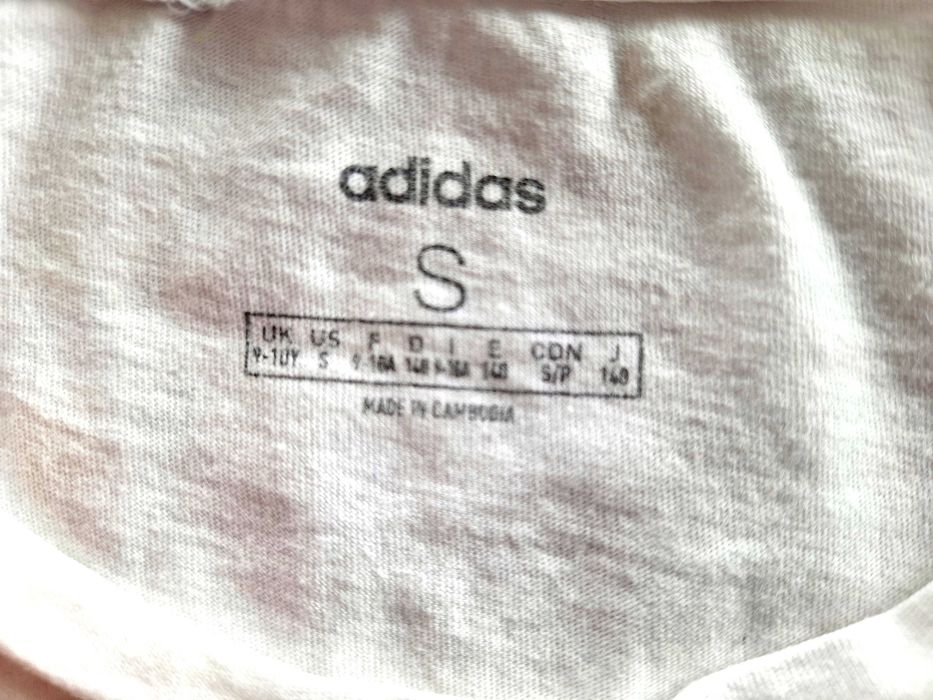 adidas
S
UK US F D I E CDN J
9-10Y S 9-10A 140 9-10A 140 S/P 140
MADE IN CAMBODIA